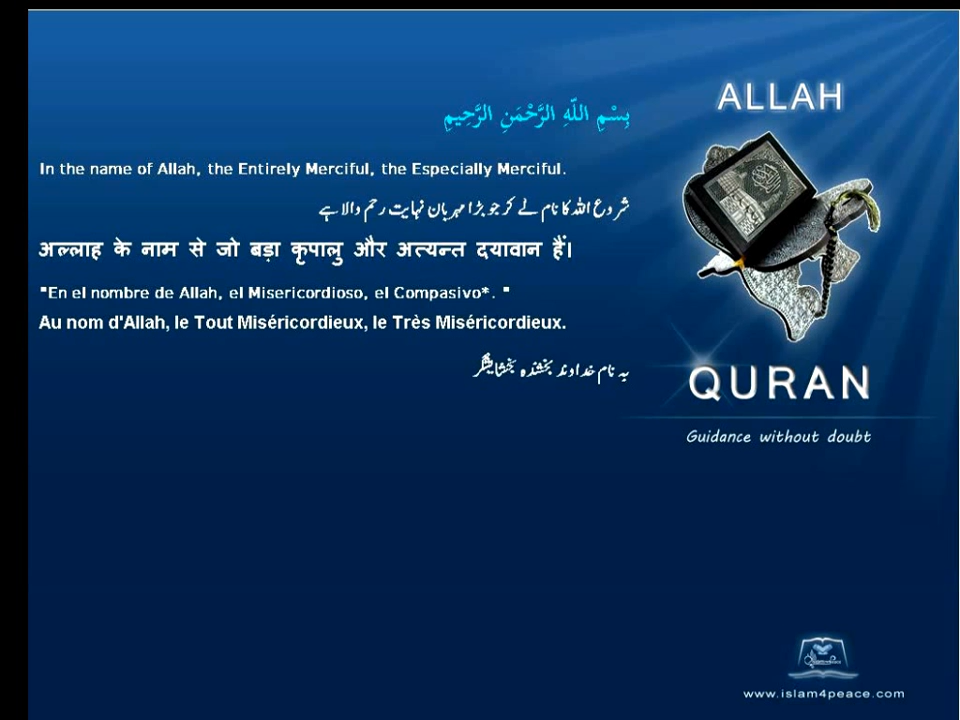 بِسْمِ اللّهِ الرَّحْمَنِ الرَّحِيمِ
In the name of Allah, the Entirely Merciful, the Especially Merciful.
شروع الله کا نام لے کر جو بڑا مہربان نہایت رحم والا ہے
अल्लाह के नाम से जो बड़ा कृपालु और अत्यन्त दयावान हैं।
"En el nombre de Allah, el Misericordioso, el Compasivo*. "
Au nom d'Allah, le Tout Miséricordieux, le Très Miséricordieux.
به نام خداوند بخشنده بخشایشگر
ALLAH
QURAN
Guidance without doubt
www.islam4peace.com